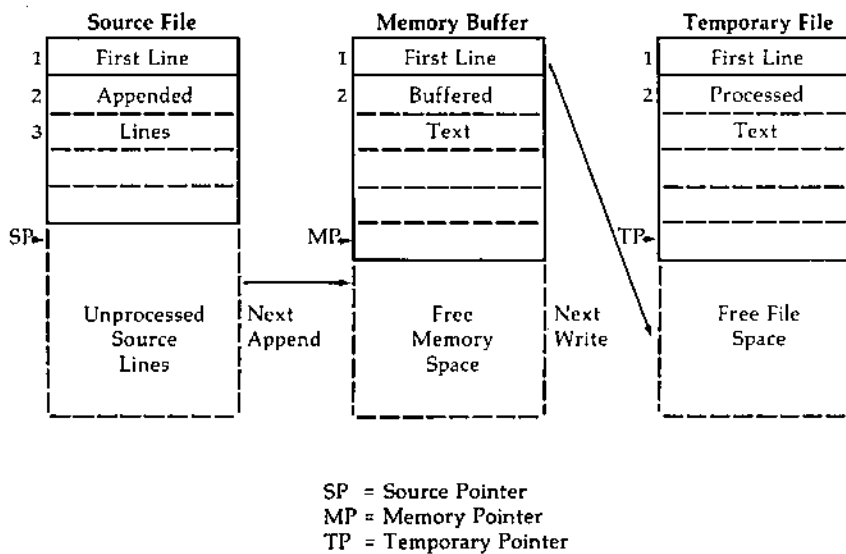 Source File Memory Buffer Temporary File
1 First Line 1 First Line 1 First Line
2 Appended 2 Buffered 2 Processed
3 Lines Text Text
SP MP TP
Unprocessed Next Free Next Free File
Source Append Memory Write Space
Lines Space
SP = Source Pointer
MP = Memory Pointer
TP = Temporary Pointer